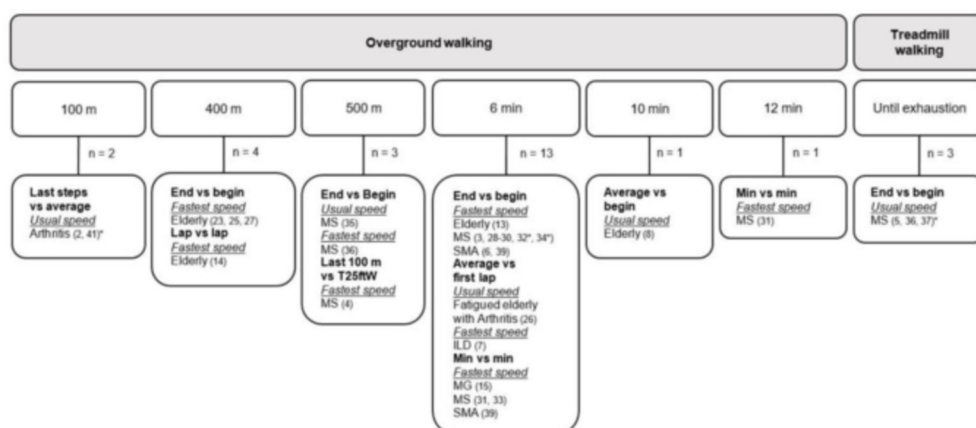 Overground walking
Treadmill
walking
100 m
400 m
500 m
6 min
10 min
12 min
Until exhaustion
n = 2
n = 4
n = 3
n = 13
n = 1
n = 1
n = 3
Last steps
vs average
Usual speed
Arthritis (2, 41)*
End vs begin
Fastest speed
Elderly (23, 25, 27)
Lap vs lap
Fastest speed
Elderly (14)
End vs Begin
Usual speed
MS (35)
Fastest speed
MS (36)
Last 100 m
vs T25ftW
Fastest speed
MS (4)
End vs begin
Fastest speed
Elderly (13)
MS (3, 28-30, 32*, 34*)
SMA (6, 39)
Average vs
first lap
Usual speed
Fatigued elderly
with Arthritis (26)
Fastest speed
ILD (7)
Min vs min
Fastest speed
MG (15)
MS (31, 33)
SMA (39)
Average vs
begin
Usual speed
Elderly (8)
Min vs min
Fastest speed
MS (31)
End vs begin
Usual speed
MS (5, 36, 37)*